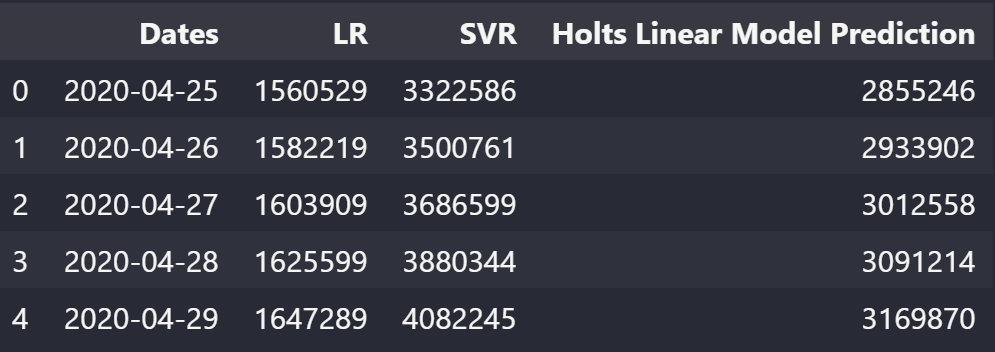 Dates LR SVR Holts Linear Model Prediction
0 2020-04-25 1560529 3322586 2855246
1 2020-04-26 1582219 3500761 2933902
2 2020-04-27 1603909 3686599 3012558
3 2020-04-28 1625599 3880344 3091214
4 2020-04-29 1647289 4082245 3169870